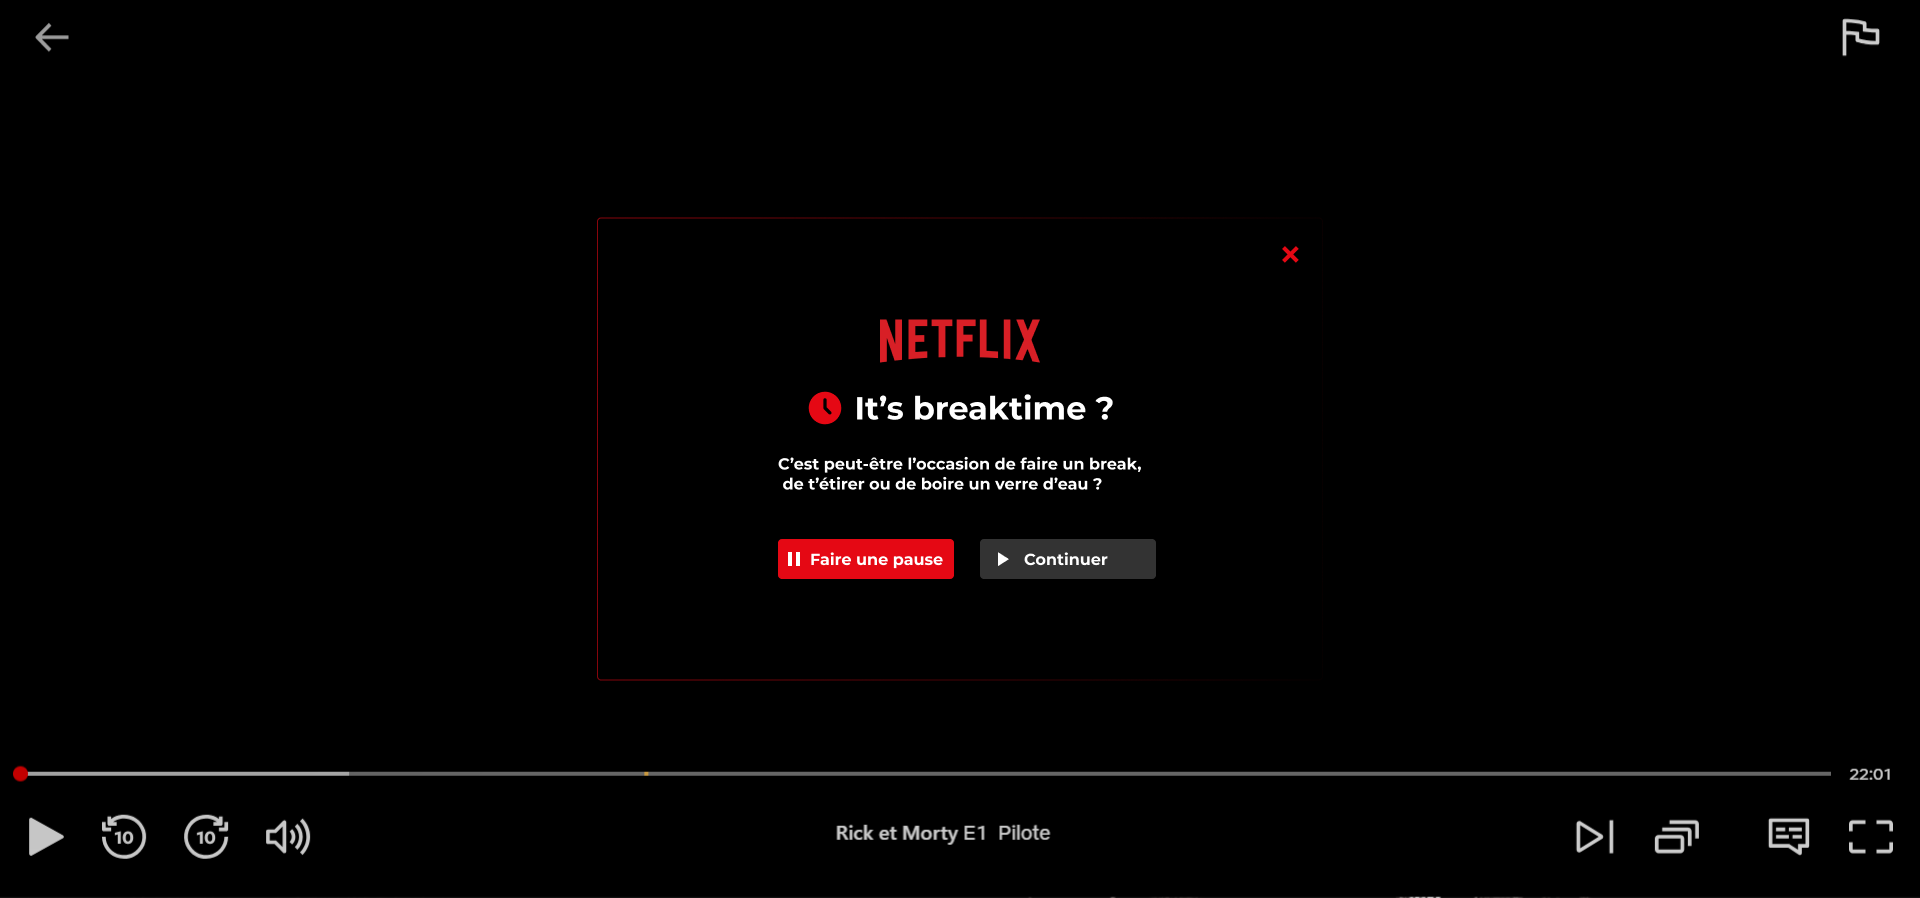 NETFLIX
It’s breaktime ?
C’est peut-être l’occasion de faire un break,
de t’étirer ou de boire un verre d’eau ?
Faire une pause
Continuer
22:01
10
10
Rick et Morty E1 Pilote